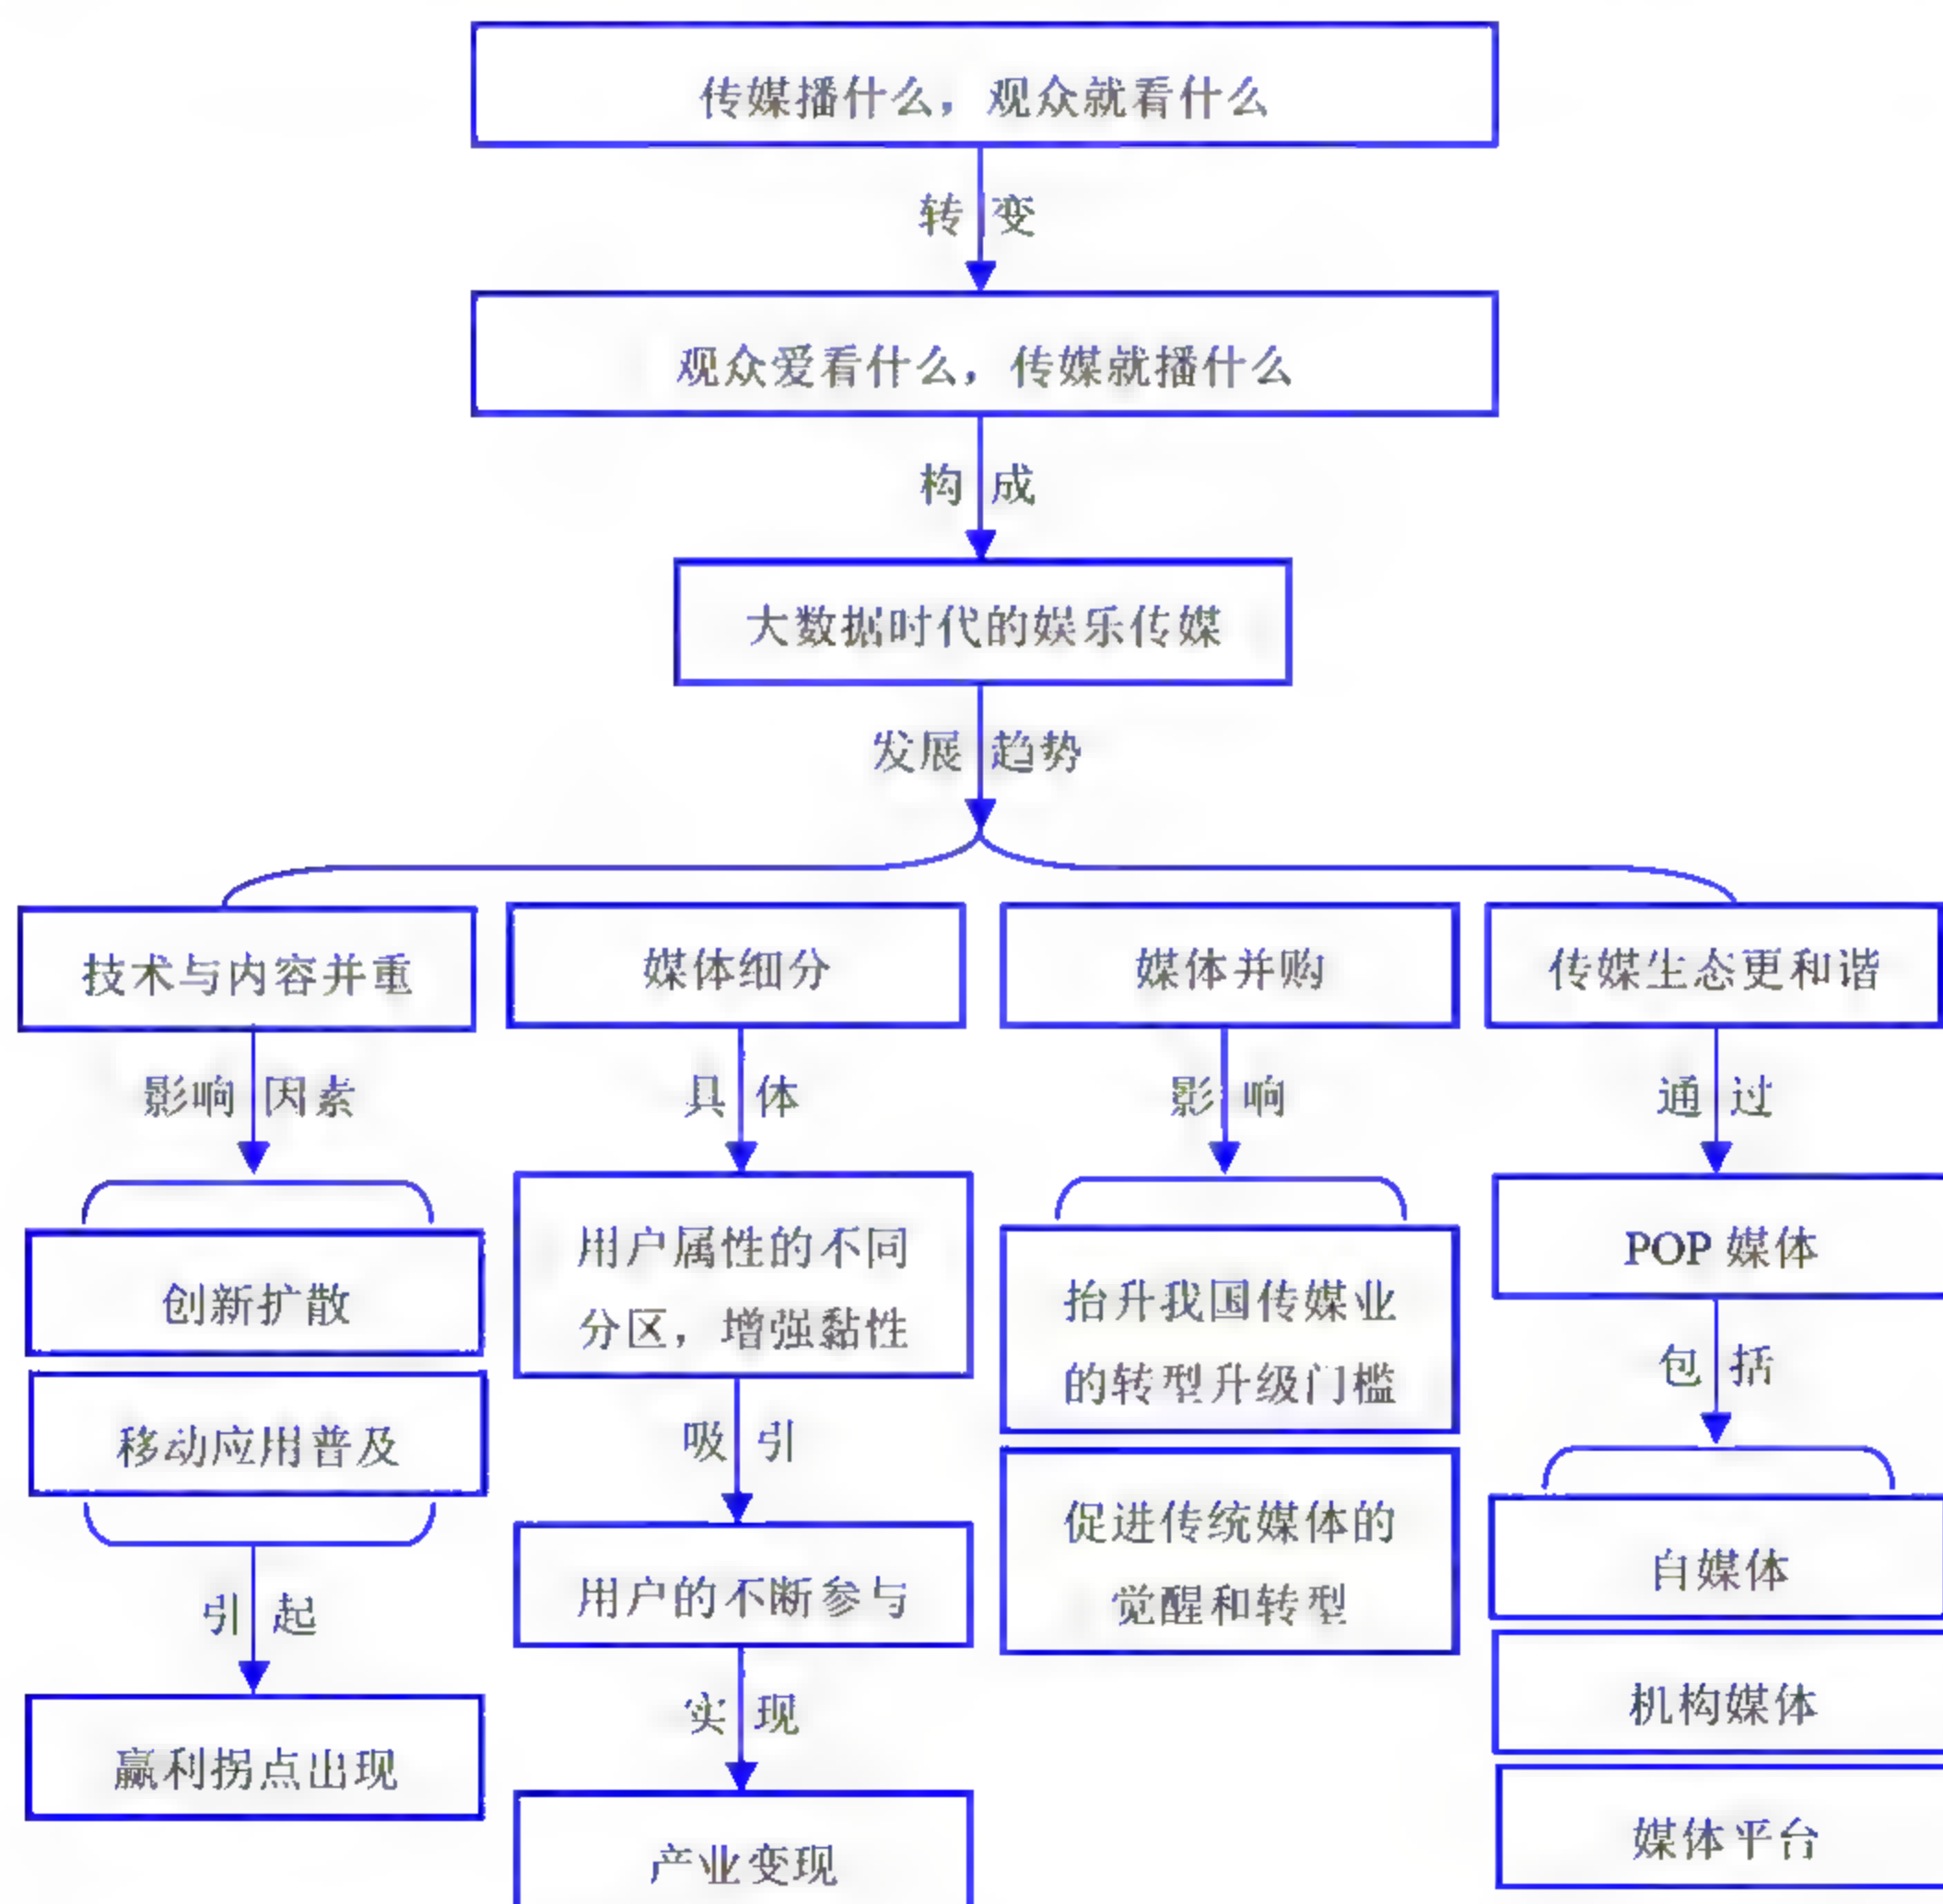 传媒播什么，观众就看什么
转变
观众爱看什么，传媒就播什么
构成
大数据时代的娱乐传媒
发展趋势
技术与内容并重
影响因素
创新扩散
移动应用普及
引起
赢利拐点出现
媒体细分
具体
用户属性的不同
分区，增强黏性
吸引
用户的不断参与
实现
产业变现
媒体并购
影响
抬升我国传媒业
的转型升级门槛
促进传统媒体的
觉醒和转型
传媒生态更和谐
通过
POP 媒体
包括
自媒体
机构媒体
媒体平台